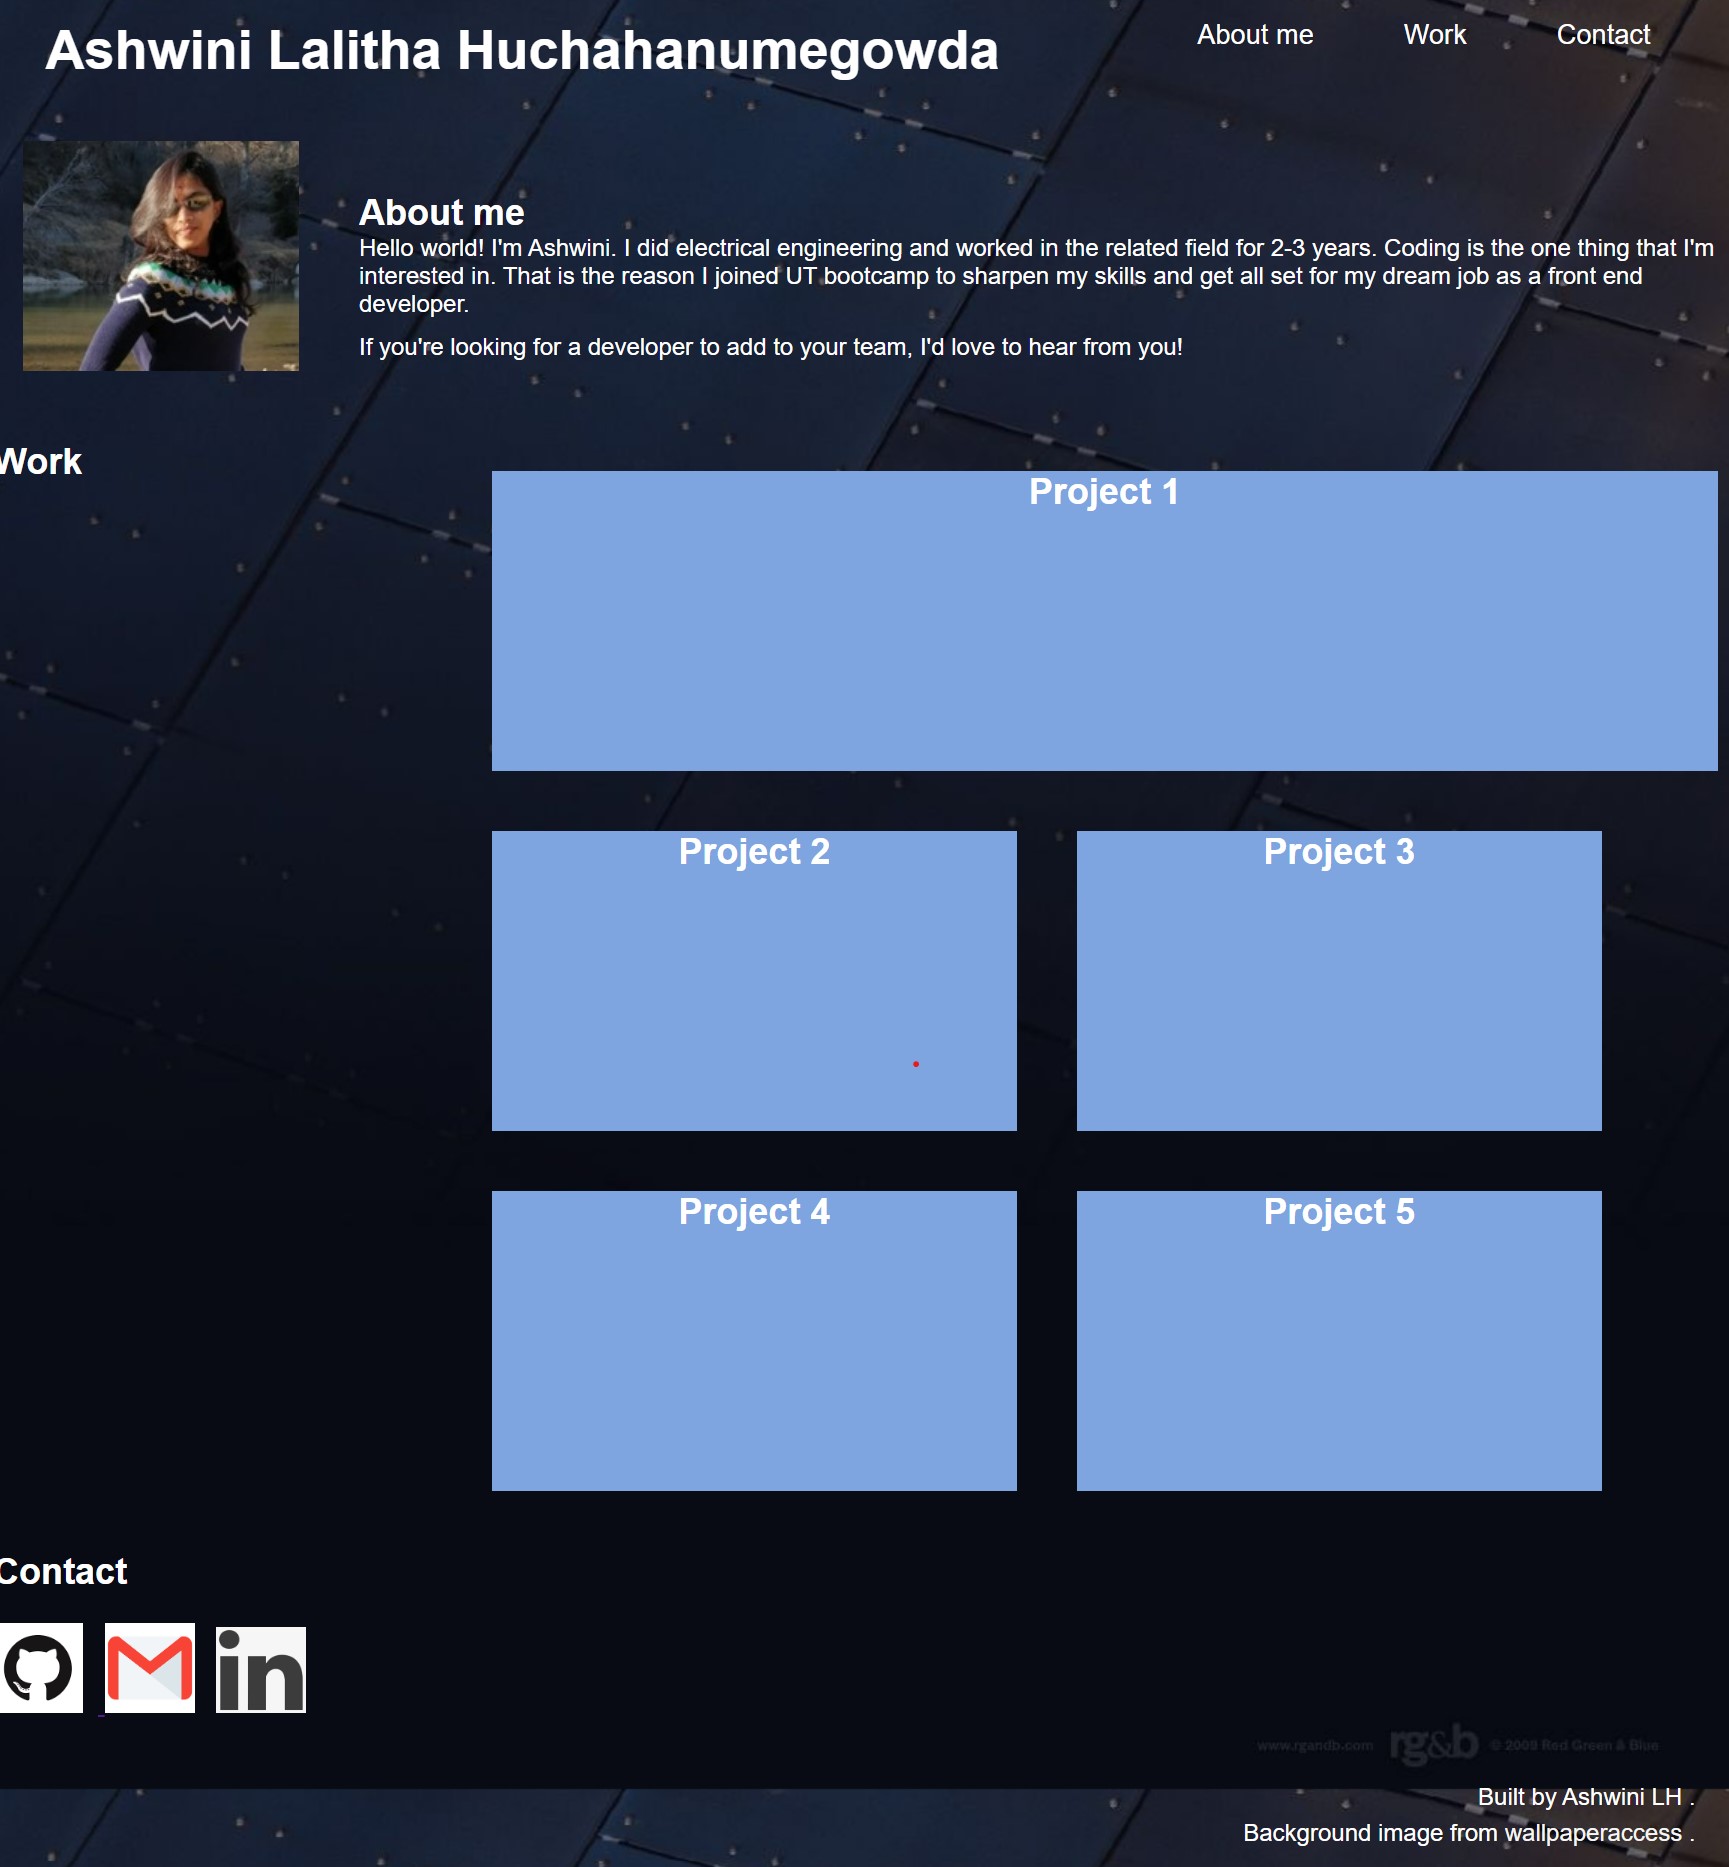 Ashwini Lalitha Huchahanumegowda
About me
Work
Contact
About me
Hello world! I'm Ashwini. I did electrical engineering and worked in the related field for 2-3 years. Coding is the one thing that I'm
interested in. That is the reason I joined UT bootcamp to sharpen my skills and get all set for my dream job as a front end
developer.
If you're looking for a developer to add to your team, I'd love to hear from you!
Work
Project 1
Project 2
Project 3
Project 4
Project 5
Contact
in
www.rgandb.com rg&b © 2009 Red Green & Blue
Built by Ashwini LH .
Background image from wallpaperaccess .